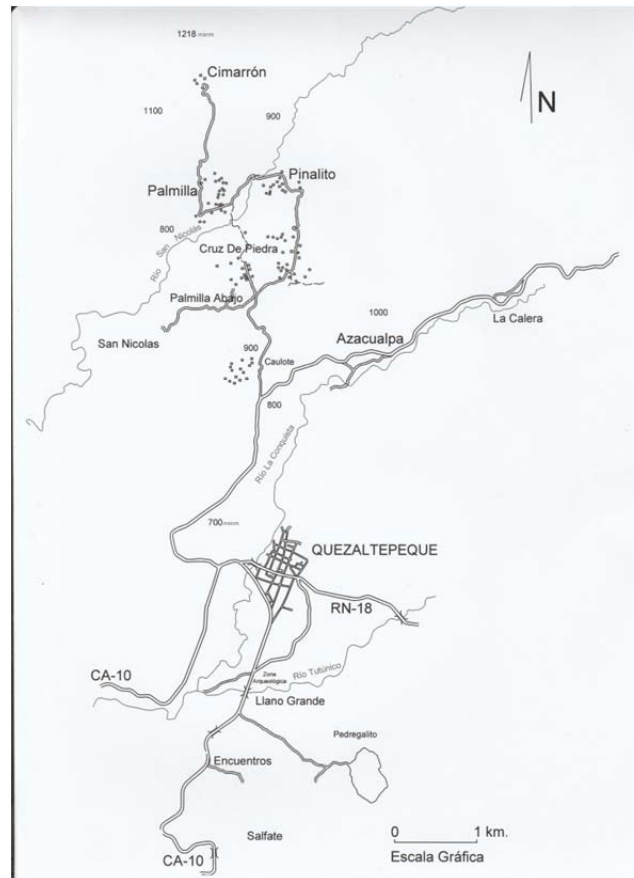 1218 msnm
Cimarrón
1100
900
N
Pinalito
Palmilla
800
Río San Nicolás
Cruz De Piedra
Palmilla Abajo
1000
La Calera
San Nicolas
900
Azacualpa
Caulote
800
Río La Conquista
700 msnm
QUEZALTEPEQUE
RN-18
CA-10
Zona
Arqueológica
Río Tutúnico
Llano Grande
Pedregalito
Encuentros
Salfate
CA-10
0 1 km.
Escala Gráfica